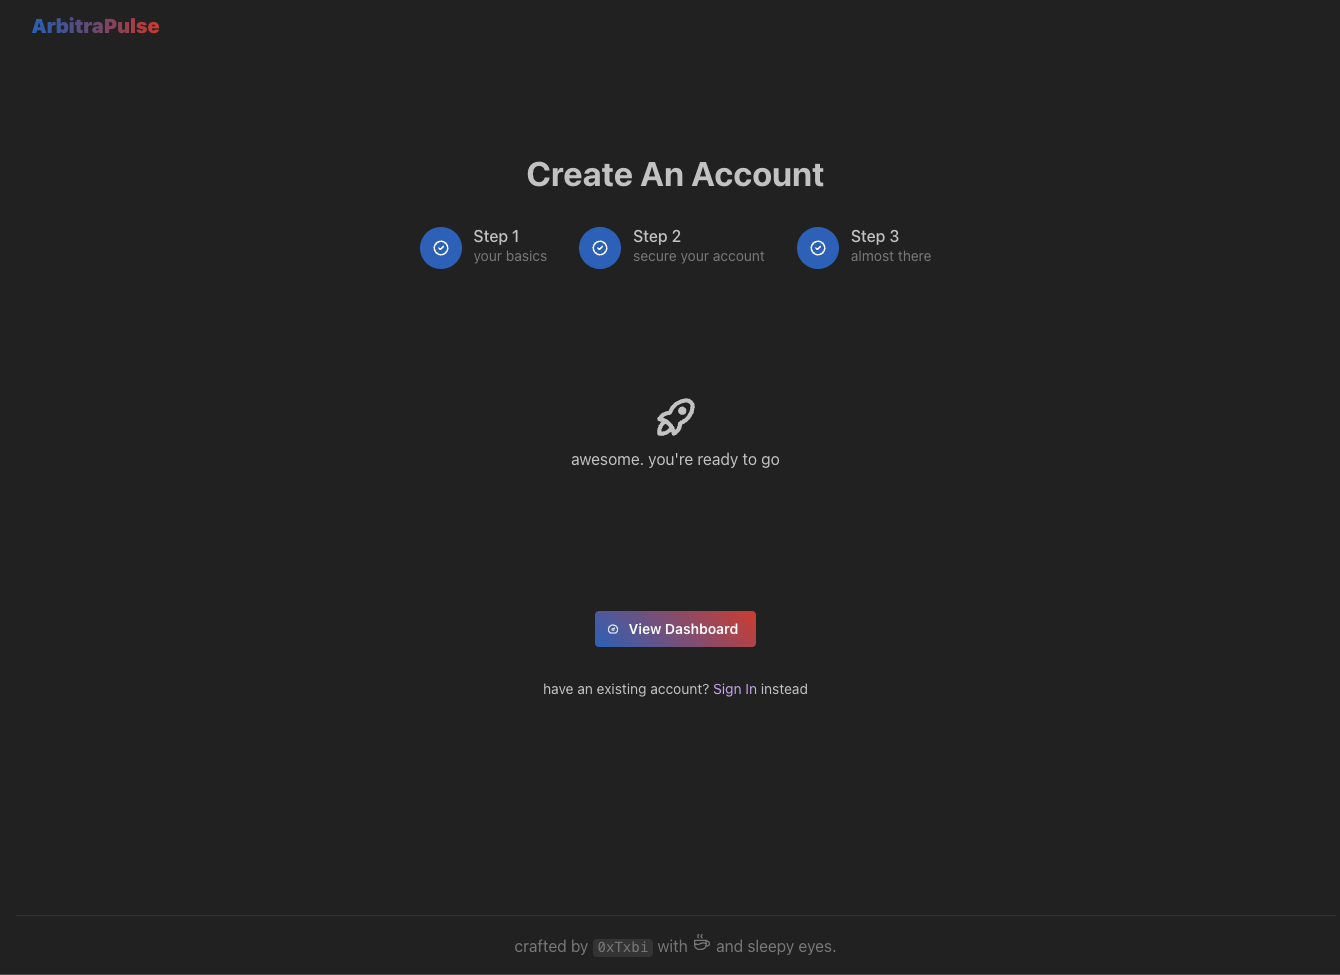 ArbitraPulse
Create An Account
Step 1
your basics
Step 2
secure your account
Step 3
almost there
awesome. you're ready to go
View Dashboard
have an existing account? Sign In instead
crafted by 0xTxbi with and sleepy eyes.